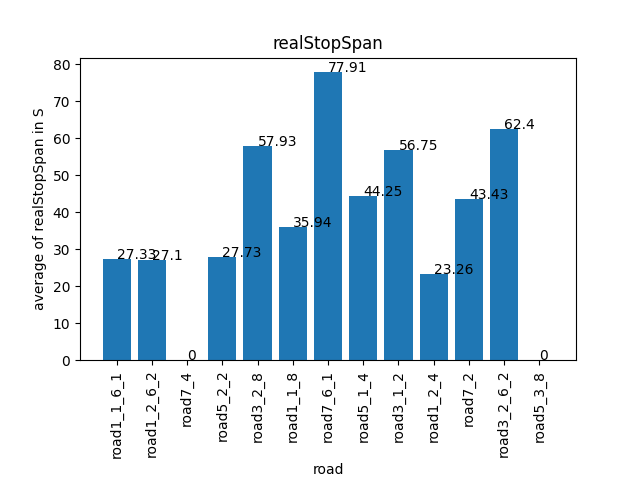 realStopSpan
average of realStopSpan in S
80
70
60
50
40
30
20
10
0
27.33
27.1
0
27.73
57.93
35.94
77.91
44.25
56.75
23.26
43.43
62.4
0
road1_1_6_1
road1_2_6_2
road7_4
road5_2_2
road3_2_8
road1_1_8
road7_6_1
road5_1_4
road3_1_2
road1_2_4
road7_2
road3_2_6_2
road5_3_8
road